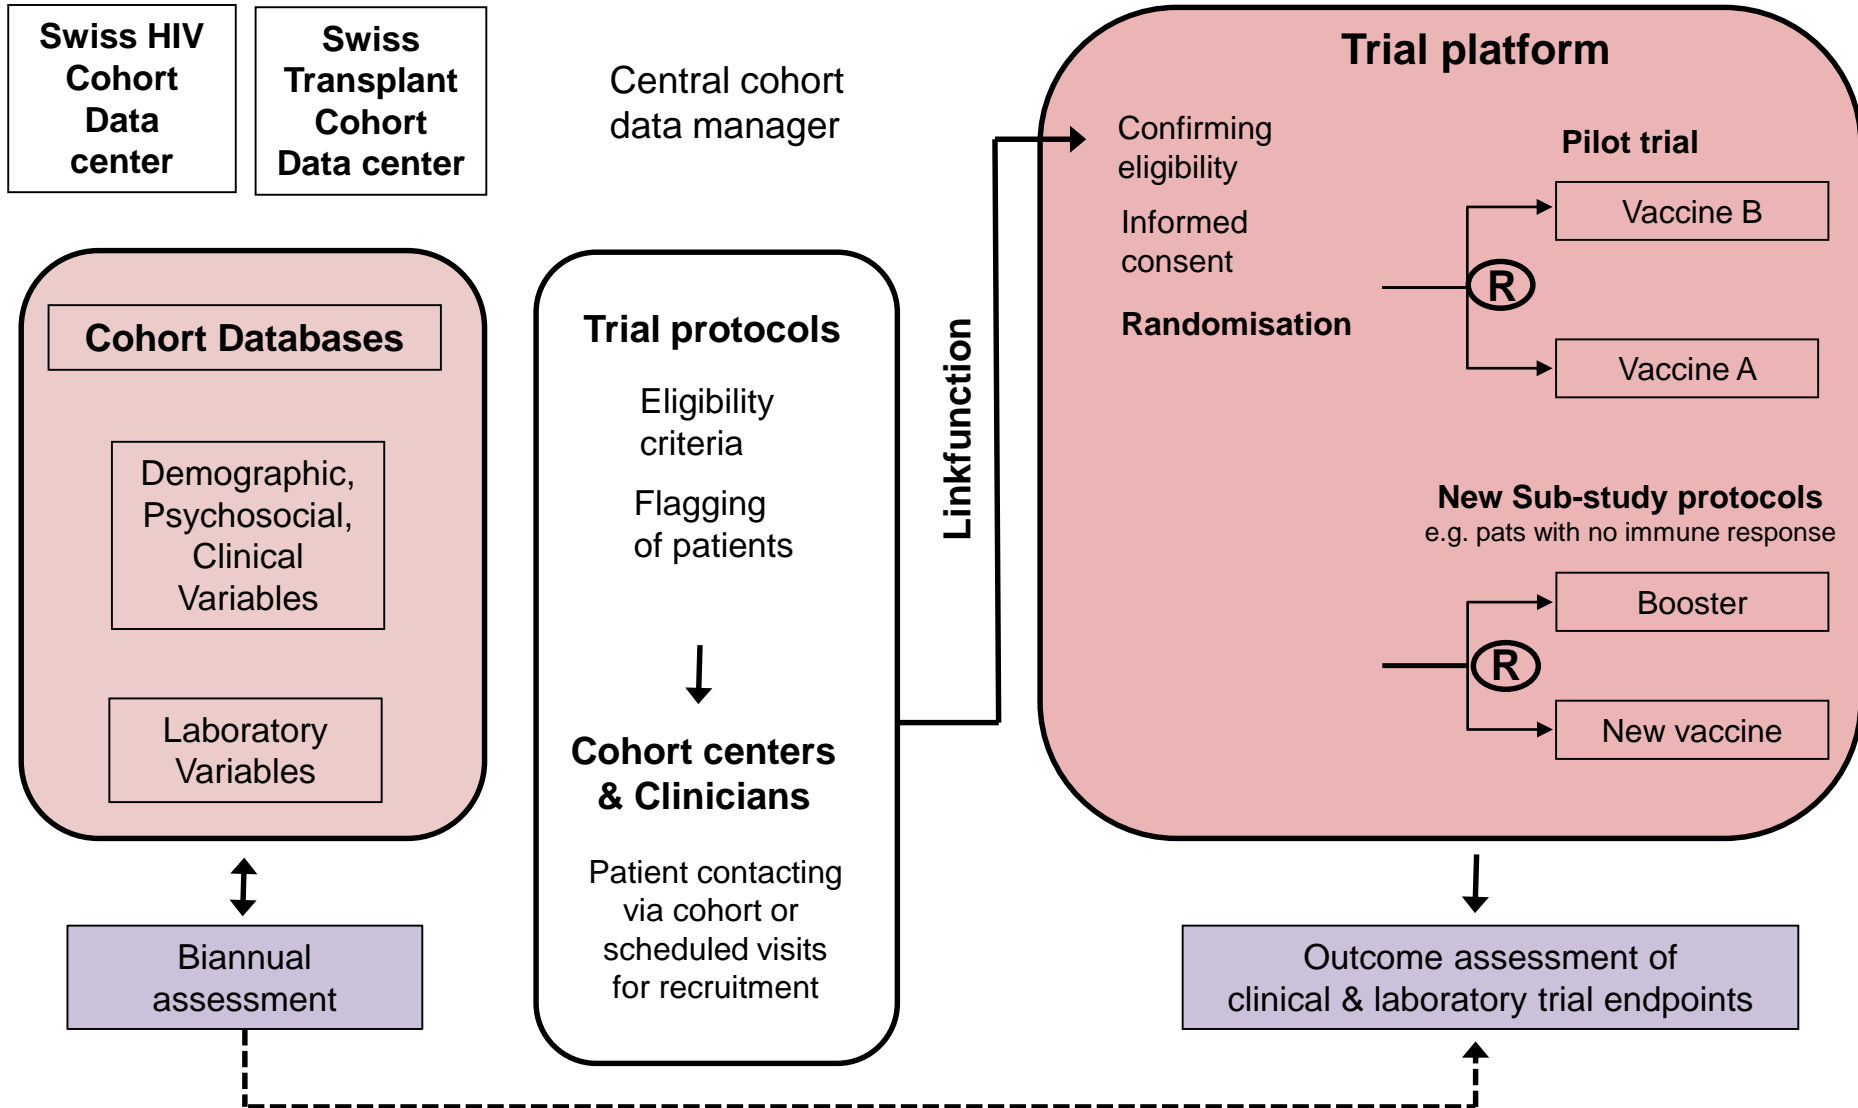 Swiss HIV
Cohort
Data
center
Swiss
Transplant
Cohort
Data center
Central cohort
data manager
Cohort Databases
Demographic,
Psychosocial,
Clinical
Variables
Laboratory
Variables
Biannual
assessment
Trial protocols
Eligibility
criteria
Flagging
of patients
Cohort centers
& Clinicians
Patient contacting
via cohort or
scheduled visits
for recruitment
Linkfunction
Trial platform
Confirming
eligibility
Informed
consent
Randomisation
Pilot trial
Vaccine B
R
Vaccine A
New Sub-study protocols
e.g. pats with no immune response
Booster
R
New vaccine
Outcome assessment of
clinical & laboratory trial endpoints